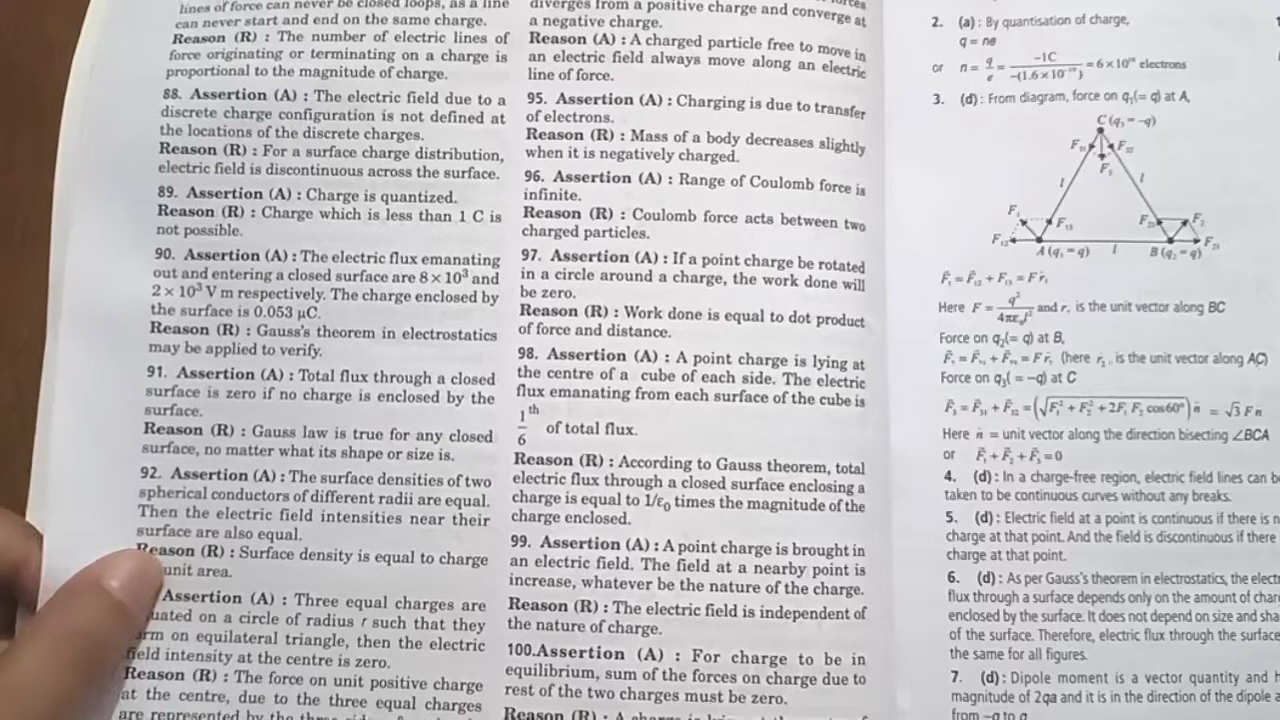 lines of force can never be closed loops, as a line
can never start and end on the same charge.
Reason (R) : The number of electric lines of
force originating or terminating on a charge is
proportional to the magnitude of charge.
88. Assertion (A) : The electric field due to a
discrete charge configuration is not defined at
the locations of the discrete charges.
Reason (R) : For a surface charge distribution,
electric field is discontinuous across the surface.
89. Assertion (A) : Charge is quantized.
Reason (R) : Charge which is less than 1 C is
not possible.
90. Assertion (A) : The electric flux emanating
out and entering a closed surface are 8 × 10³ and
2 × 10³ V m respectively. The charge enclosed by
the surface is 0.053 μC.
Reason (R) : Gauss's theorem in electrostatics
may be applied to verify.
91. Assertion (A) : Total flux through a closed
surface is zero if no charge is enclosed by the
surface.
Reason (R) : Gauss law is true for any closed
surface, no matter what its shape or size is.
92. Assertion (A) : The surface densities of two
spherical conductors of different radii are equal.
Then the electric field intensities near their
surface are also equal.
Reason (R) : Surface density is equal to charge
unit area.
Assertion (A) : Three equal charges are
on a circle of radius r such that they
on equilateral triangle, then the electric
field intensity at the centre is zero.
Reason (R) : The force on unit positive charge
at the centre, due to the three equal charges
are represented by the
diverges from a positive charge and converge at
a negative charge.
Reason (A) : A charged particle free to move in
an electric field always move along an electric
line of force.
95. Assertion (A) : Charging is due to transfer
of electrons.
Reason (R) : Mass of a body decreases slightly
when it is negatively charged.
96. Assertion (A) : Range of Coulomb force is
infinite.
Reason (R) : Coulomb force acts between two
charged particles.
97. Assertion (A) : If a point charge be rotated
in a circle around a charge, the work done will
be zero.
Reason (R) : Work done is equal to dot product
of force and distance.
98. Assertion (A) : A point charge is lying at
the centre of a cube of each side. The electric
flux emanating from each surface of the cube is
1/6 th of total flux.
Reason (R) : According to Gauss theorem, total
electric flux through a closed surface enclosing a
charge is equal to 1/ε₀ times the magnitude of the
charge enclosed.
99. Assertion (A) : A point charge is brought in
an electric field. The field at a nearby point is
increase, whatever be the nature of the charge.
Reason (R) : The electric field is independent of
the nature of charge.
100. Assertion (A) : For charge to be in
equilibrium, sum of the forces on charge due to
rest of the two charges must be zero.
Reason (R) : A charge
2. (a) : By quantisation of charge,
q = ne
or n = q/e = -1C/-(1.6 × 10⁻¹⁹) = 6 × 10¹⁸ electrons
3. (d) : From diagram, force on q₁(= q) at A,
C (q₃ = -q)
F₃₁ F₃₂
F₃
l l
F₁ F₁₃ F₂₃ F₂
F₁₂ A (q₁ = q) l B (q₂ = q) F₂₁
F⃗₁ = F⃗₁₂ + F⃗₁₃ = F r̂₁
Here F = q²/4πε₀l² and r̂₁ is the unit vector along BC
Force on q₂(= q) at B,
(here r̂₂ is the unit vector along AC)
Force on q₃(= -q) at C
F⃗₃ = F⃗₃₁ + F⃗₃₂ = (√F₁² + F₂² + 2F₁ F₂ cos60°) n̂ = √3 F n̂
Here n̂ = unit vector along the direction bisecting ∠BCA
or F⃗₁ + F⃗₂ + F⃗₃ = 0
4. (d) : In a charge-free region, electric field lines can b
taken to be continuous curves without any breaks.
5. (d) : Electric field at a point is continuous if there is n
charge at that point. And the field is discontinuous if there
charge at that point.
6. (d) : As per Gauss's theorem in electrostatics, the elect
flux through a surface depends only on the amount of char
enclosed by the surface. It does not depend on size and sha
of the surface. Therefore, electric flux through the surface
the same for all figures.
7. (d) : Dipole moment is a vector quantity and h
magnitude of 2qa and it is in the direction of the dipole a
from -q to q